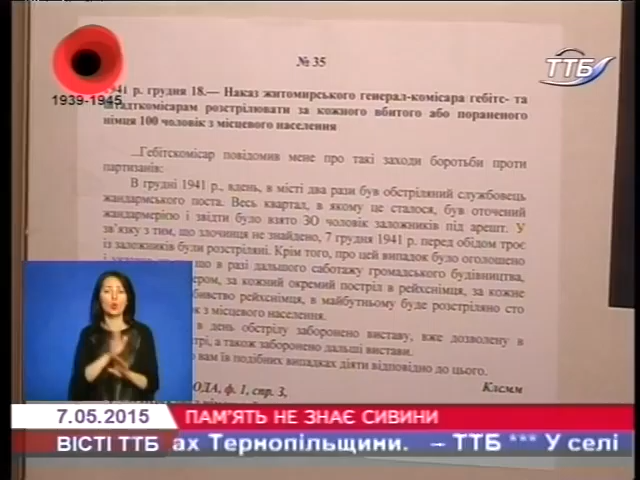 № 35
ТТБ
1939-1945
1941 р. грудня 18.— Наказ житомирського генерал-комісара гебітс- та
штадткомісарам розстрілювати за кожного вбитого або пораненого
німця 100 чоловік з місцевого населення
...Гебітскомісар повідомив мене про такі заходи боротьби проти
партизанів:
В грудні 1941 р., вдень, в місті два рази був обстріляний службовець
жандармського поста. Весь квартал, в якому це сталося, був оточений
жандармерією і звідти було взято ЗО чоловік заложників під арешт. У
зв'язку з тим, що злочинця не знайдено, 7 грудня 1941 р. перед обідом троє
із заложників були розстріляні. Крім того, про цей випадок було оголошено
що в разі дальшого саботажу громадського будівництва,
за кожний окремий постріл в рейхснімця, за кожне
рейхснімця, в майбутньому буде розстріляно сто
з місцевого населення.
в день обстрілу заборонено виставу, вже дозволену в
а також заборонено дальші вистави.
вам їв подібних випадках діяти відповідно до цього.
ф. 1, спр. 3,
Клемм
7.05.2015
ПАМ'ЯТЬ НЕ ЗНАЄ СИВИНИ
ВІСТІ ТТБ
ах Тернопільщини. – ТТБ *** У селі